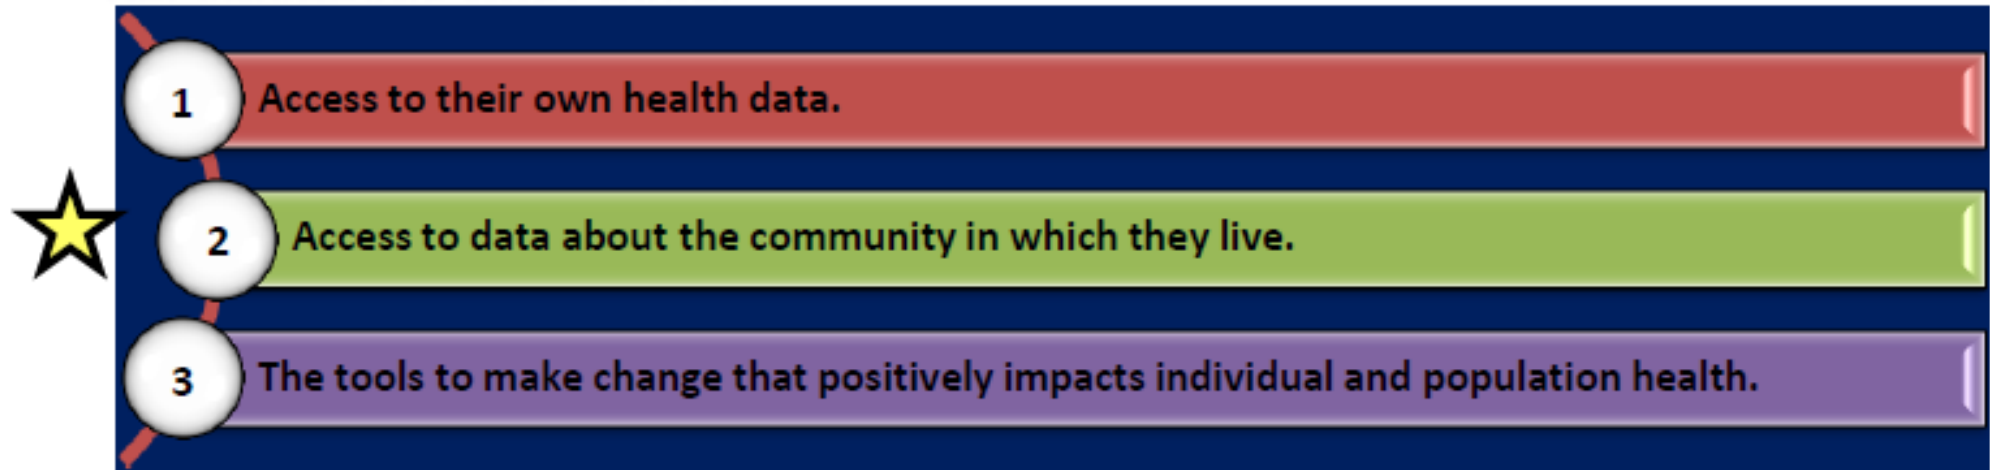 1 Access to their own health data.
2 Access to data about the community in which they live.
3 The tools to make change that positively impacts individual and population health.